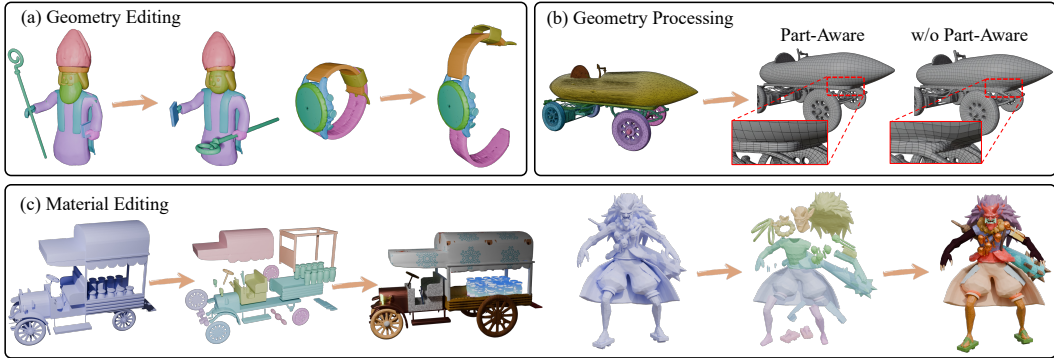 (a) Geometry Editing
(b) Geometry Processing
Part-Aware
w/o Part-Aware
(c) Material Editing